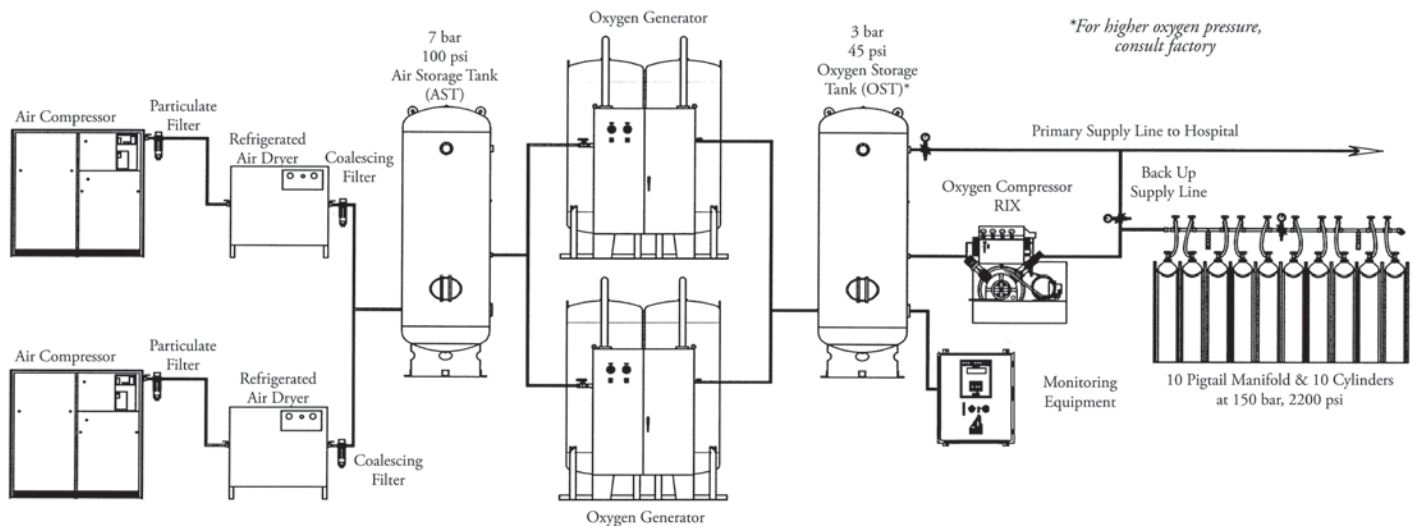 Oxygen Generator
*For higher oxygen pressure,
consult factory
7 bar
100 psi
Air Storage Tank
(AST)
3 bar
45 psi
Oxygen Storage
Tank (OST)*
Air Compressor
Particulate
Filter
Refrigerated
Air Dryer
Coalescing
Filter
Primary Supply Line to Hospital
Back Up
Supply Line
Oxygen Compressor
RIX
Air Compressor
Particulate
Filter
Refrigerated
Air Dryer
Coalescing
Filter
Monitoring
Equipment
10 Pigtail Manifold & 10 Cylinders
at 150 bar, 2200 psi
Oxygen Generator